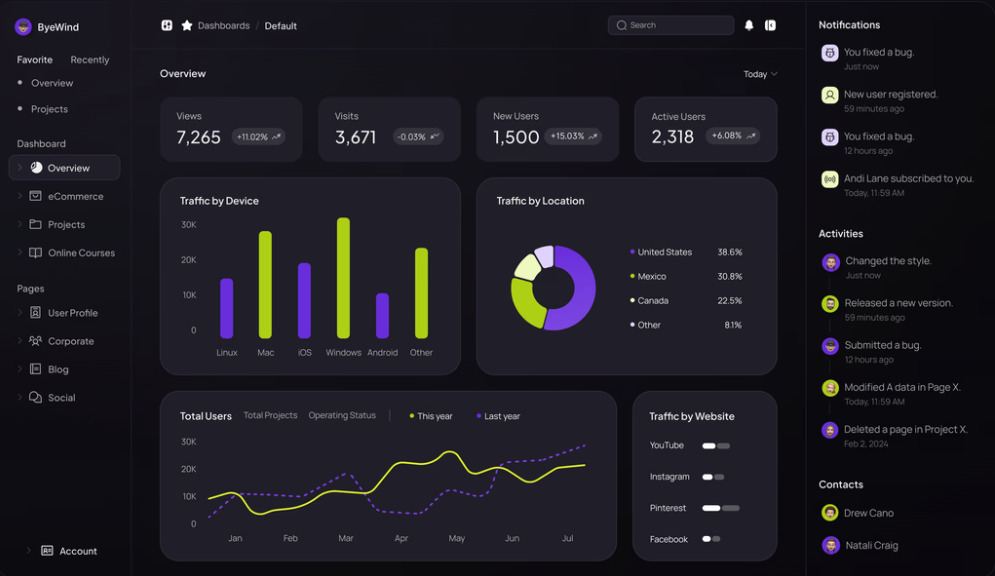 ByeWind
Favorite Recently
Overview
Projects
Dashboard
Overview
eCommerce
Projects
Online Courses
Pages
User Profile
Corporate
Blog
Social
Account
Dashboards / Default
Search
Overview
Today
Views
7,265 +11.02%
Visits
3,671 -0.03%
New Users
1,500 +15.03%
Active Users
2,318 +6.08%
Traffic by Device
30K
20K
10K
0
Linux Mac iOS Windows Android Other
Traffic by Location
United States 38.6%
Mexico 30.8%
Canada 22.5%
Other 8.1%
Total Users Total Projects Operating Status This year Last year
30K
20K
10K
0
Jan Feb Mar Apr May Jun Jul
Traffic by Website
YouTube
Instagram
Pinterest
Facebook
Notifications
You fixed a bug.
Just now
New user registered.
59 minutes ago
You fixed a bug.
12 hours ago
Andi Lane subscribed to you.
Today, 11:59 AM
Activities
Changed the style.
Just now
Released a new version.
59 minutes ago
Submitted a bug.
12 hours ago
Modified A data in Page X.
Today, 11:59 AM
Deleted a page in Project X.
Feb 2, 2024
Contacts
Drew Cano
Natali Craig